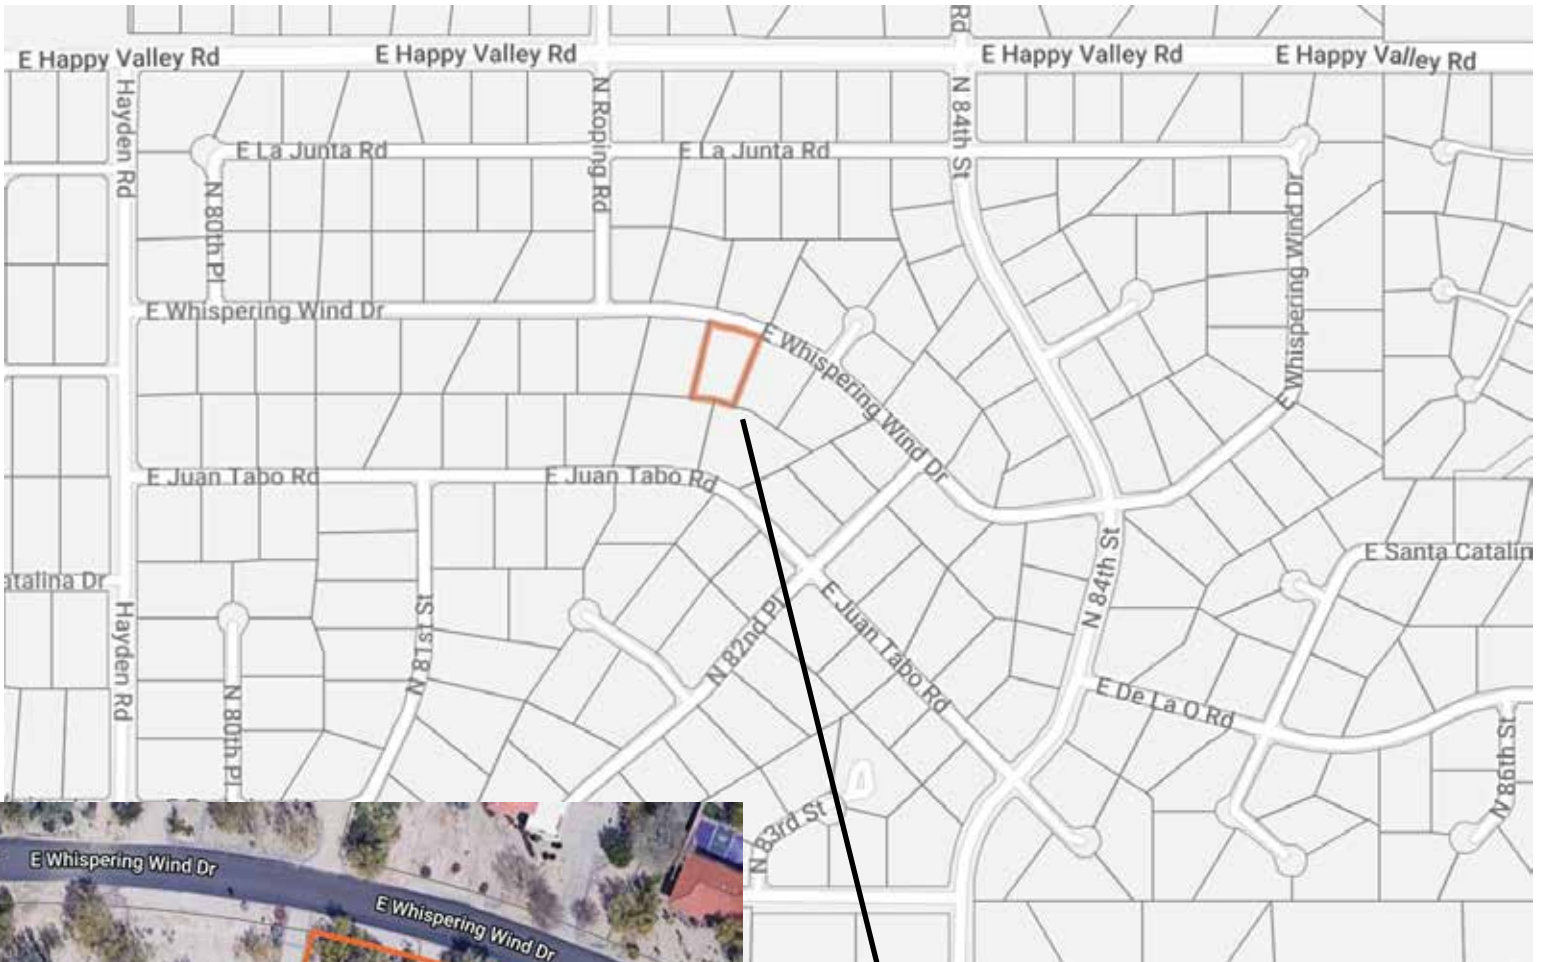 Rd
E Happy Valley Rd
E Happy Valley Rd
E Happy Valley Rd
E Happy Valley Rd
Hayden Rd
N Roping Rd
N 84th St
E La Junta Rd
E La Junta Rd
N 80th Pl
E Whispering Wind Dr
E Whispering Wind Dr
E Whispering Wind Dr
E Juan Tabo Rd
E Juan Tabo Rd
N 84th St
E Santa Catalin
atalina Dr
Hayden Rd
N 81st St
N 82nd Pl
E Juan Tabo Rd
E De La O Rd
N 80th Pl
N 86th St
N 83rd St
E Whispering Wind Dr
E Whispering Wind Dr